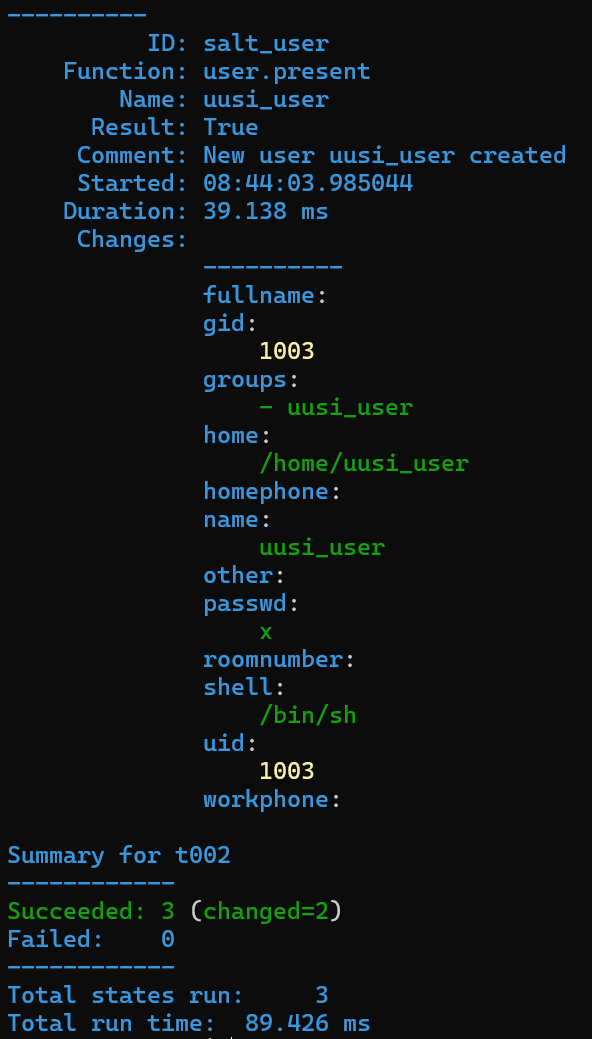 ----------
          ID: salt_user
    Function: user.present
        Name: uusi_user
      Result: True
     Comment: New user uusi_user created
     Started: 08:44:03.985044
    Duration: 39.138 ms
     Changes:
              ----------
              fullname:
              gid:
                  1003
              groups:
                  - uusi_user
              home:
                  /home/uusi_user
              homephone:
              name:
                  uusi_user
              other:
              passwd:
                  x
              roomnumber:
              shell:
                  /bin/sh
              uid:
                  1003
              workphone:

Summary for t002
------------
Succeeded: 3 (changed=2)
Failed:    0
------------
Total states run:     3
Total run time:  89.426 ms